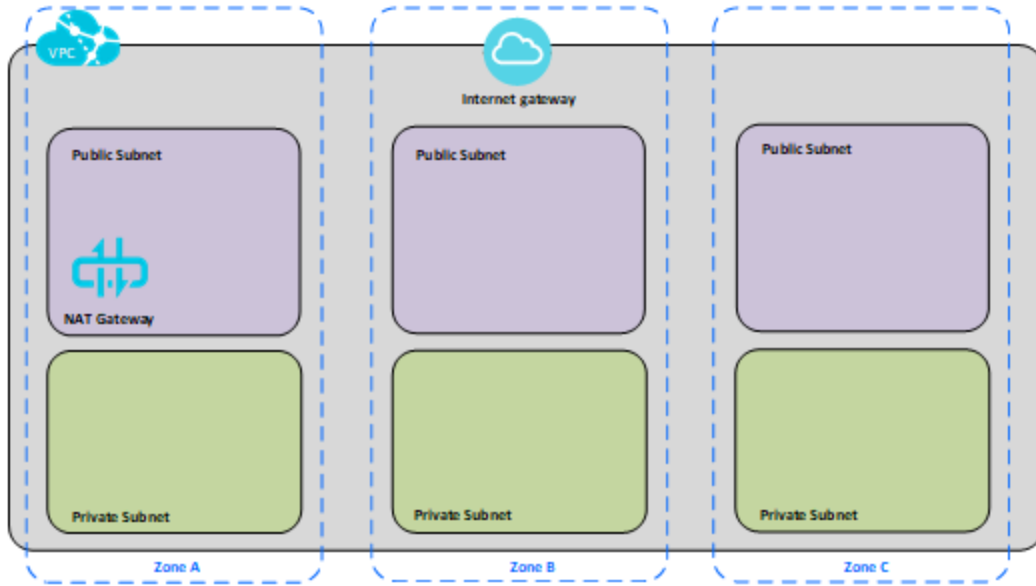 VPC
Internet gateway
Public Subnet
Public Subnet
Public Subnet
NAT Gateway
Private Subnet
Private Subnet
Private Subnet
Zone A
Zone B
Zone C